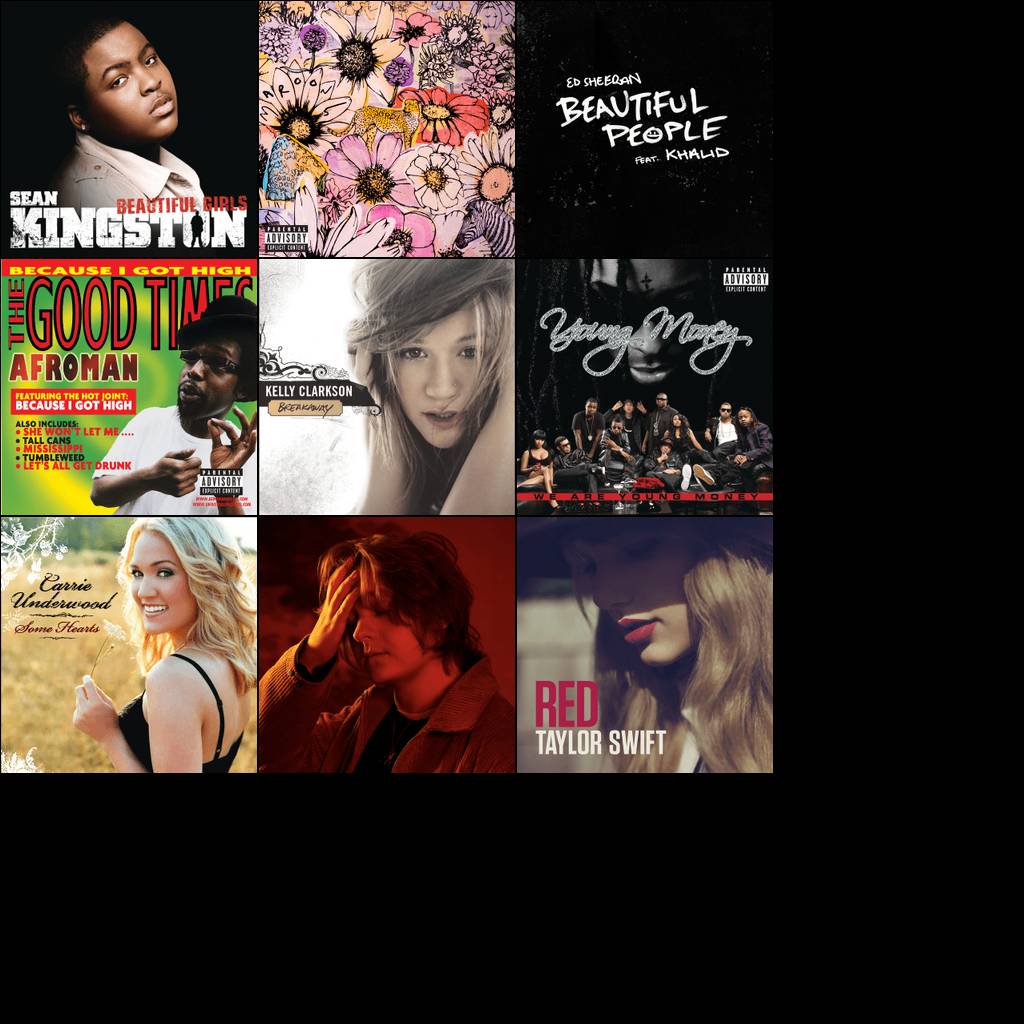 SEAN
KINGSTON
BEAUTIFUL GIRLS
AROON
PARENTAL
ADVISORY
EXPLICIT CONTENT
ED SHEERAN
BEAUTIFUL
PEOPLE
FEAT. KHALID
BECAUSE I GOT HIGH
THE GOOD TIMES
AFROMAN
FEATURING THE HOT JOINT:
BECAUSE I GOT HIGH
ALSO INCLUDES:
• SHE WON'T LET ME ....
• TALL CANS
• MISSISSIPPI
• TUMBLEWEED
• LET'S ALL GET DRUNK
PARENTAL
ADVISORY
EXPLICIT CONTENT
KELLY CLARKSON
BREAKAWAY
PARENTAL
ADVISORY
EXPLICIT CONTENT
Young Money
WE ARE YOUNG MONEY
Carrie
Underwood
Some Hearts
RED
TAYLOR SWIFT